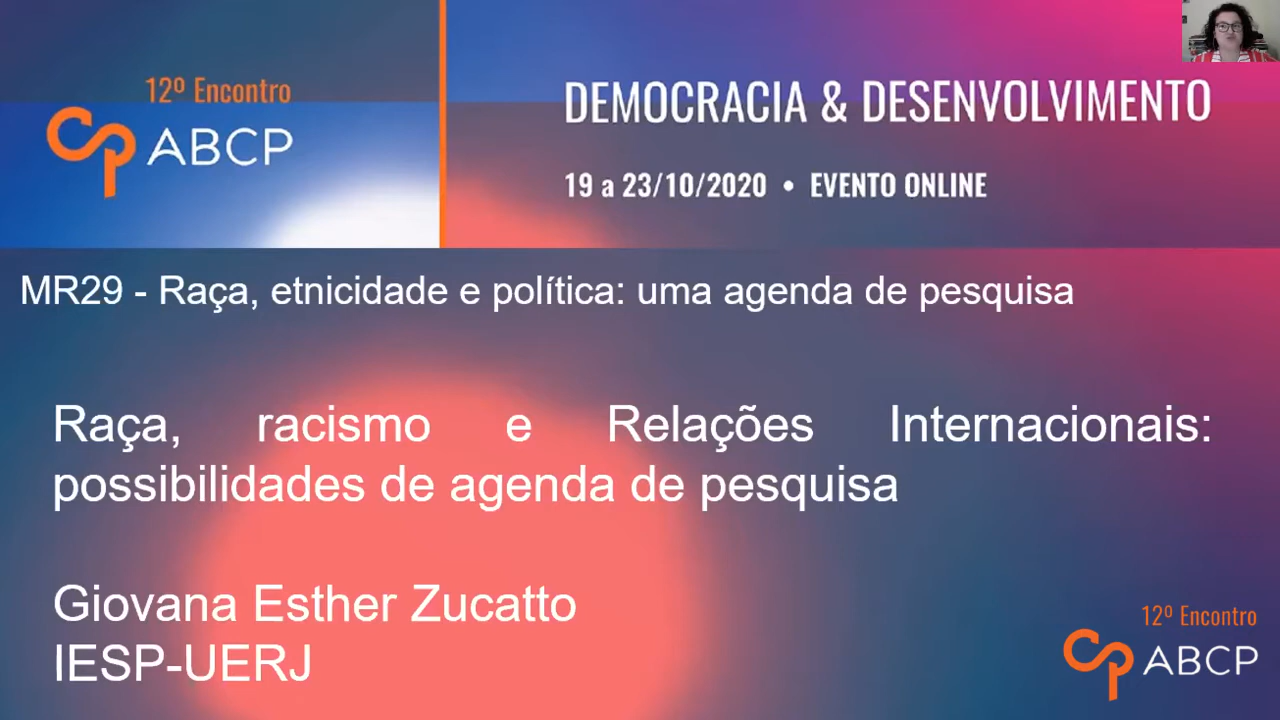 12º Encontro
ABCP
DEMOCRACIA & DESENVOLVIMENTO
19 a 23/10/2020 • EVENTO ONLINE
MR29 - Raça, etnicidade e política: uma agenda de pesquisa
Raça, racismo e Relações Internacionais:
possibilidades de agenda de pesquisa
Giovana Esther Zucatto
IESP-UERJ
12º Encontro
ABCP